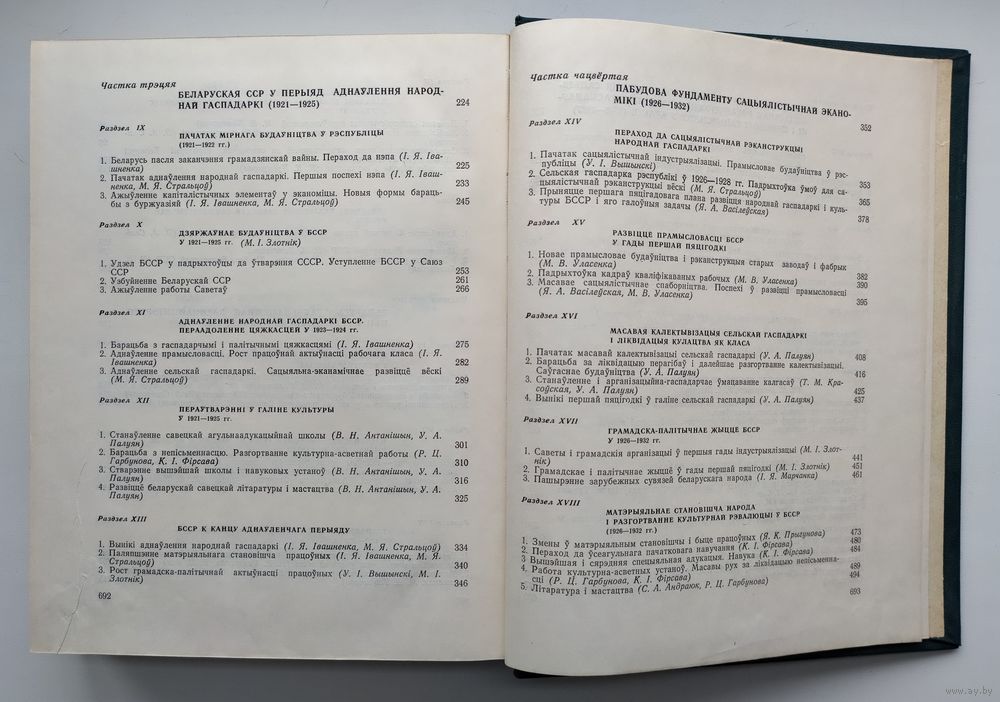 Частка трэцяя
БЕЛАРУСКАЯ ССР У ПЕРЫЯД АДНАЎЛЕННЯ НАРОД-
НАЙ ГАСПАДАРКІ (1921—1925) 224
Раздзел IX
ПАЧАТАК МІРНАГА БУДАЎНІЦТВА Ў РЭСПУБЛІЦЫ
(1921—1922 гг.)
1. Беларусь пасля заканчэння грамадзянскай вайны. Пераход да нэпа (І. Я. Іва-
шненка) 225
2. Пачатак аднаўлення народнай гаспадаркі. Першыя поспехі нэпа (І. Я. Іваш-
ненка, М. Я. Стральцоў) 233
3. Ажыўленне капіталістычных элементаў у эканоміцы. Новыя формы бараць-
бы з буржуазіяй (І. Я. Івашненка, М. Я. Стральцоў) 245
Раздзел X
ДЗЯРЖАЎНАЕ БУДАЎНІЦТВА Ў БССР
У 1921—1925 гг. (М. І. Злотнік)
1. Удзел БССР у падрыхтоўцы да ўтварэння СССР. Уступленне БССР у Саюз
ССР 253
2. Узбуйненне Беларускай ССР 261
3. Ажыўленне работы Саветаў 266
Раздзел XI
АДНАЎЛЕННЕ НАРОДНАЙ ГАСПАДАРКІ БССР.
ПЕРААДОЛЕННЕ ЦЯЖКАСЦЕЙ У 1923—1924 гг.
1. Барацьба з гаспадарчымі і палітычнымі цяжкасцямі (І. Я. Івашненка) 275
2. Аднаўленне прамысловасці. Рост працоўнай актыўнасці рабочага класа (І. Я.
Івашненка) 282
3. Аднаўленне сельскай гаспадаркі. Сацыяльна-эканамічнае развіццё вёскі
(М. Я. Стральцоў) 289
Раздзел XII
ПЕРАЎТВАРЭННІ Ў ГАЛІНЕ КУЛЬТУРЫ
Ў 1921—1925 гг.
1. Станаўленне савецкай агульнаадукацыйнай школы (В. Н. Антанішын, У. А.
Палуян) 301
2. Барацьба з непісьменнасцю. Разгортванне культурна-асветнай работы (Р. Ц.
Гарбунова, К. І. Фірсава) 310
3. Стварэнне вышэйшай школы і навуковых устаноў (В. Н. Антанішын, У. А.
Палуян) 316
4. Развіццё беларускай савецкай літаратуры і мастацтва (В. Н. Антанішын, У. А.
Палуян) 325
Раздзел XIII
БССР К КАНЦУ АДНАЎЛЕНЧАГА ПЕРЫЯДУ
1. Вынікі аднаўлення народнай гаспадаркі (І. Я. Івашненка, М. Я. Стральцоў) 334
2. Паляпшэнне матэрыяльнага становішча працоўных (І. Я. Івашненка, М. Я.
Стральцоў) 340
3. Рост грамадска-палітычнай актыўнасці працоўных (У. І. Вышынскі, М. І.
Злотнік) 346
692
Частка чацвёртая
ПАБУДОВА ФУНДАМЕНТУ САЦЫЯЛІСТЫЧНАЙ ЭКАНО-
МІКІ (1926—1932) 352
Раздзел XIV
ПЕРАХОД ДА САЦЫЯЛІСТЫЧНАЙ РЭКАНСТРУКЦЫІ
НАРОДНАЙ ГАСПАДАРКІ
1. Пачатак сацыялістычнай індустрыялізацыі. Прамысловае будаўніцтва ў рэс-
публіцы (У. І. Вышынскі) 353
2. Сельская гаспадарка рэспублікі ў 1926—1928 гг. Падрыхтоўка ўмоў для са-
цыялістычнай рэканструкцыі вёскі (М. Я. Стральцоў) 365
3. Прыняцце першага пяцігадовага плана развіцця народнай гаспадаркі і куль-
туры БССР і яго галоўныя задачы (Я. А. Васілеўская) 378
Раздзел XV
РАЗВІЦЦЁ ПРАМЫСЛОВАСЦІ БССР
У ГАДЫ ПЕРШАЙ ПЯЦІГОДКІ
1. Новае прамысловае будаўніцтва і рэканструкцыя старых заводаў і фабрык
(М. В. Уласенка) 382
2. Падрыхтоўка кадраў кваліфікаваных рабочых (М. В. Уласенка) 390
3. Масавае сацыялістычнае спаборніцтва. Поспехі ў развіцці прамысловасці
(Я. А. Васілеўская, М. В. Уласенка) 395
Раздзел XVI
МАСАВАЯ КАЛЕКТЫВІЗАЦЫЯ СЕЛЬСКАЙ ГАСПАДАРКІ
І ЛІКВІДАЦЫЯ КУЛАЦТВА ЯК КЛАСА
1. Пачатак масавай калектывізацыі сельскай гаспадаркі (У. А. Палуян) 408
2. Барацьба за ліквідацыю перагібаў і далейшае разгортванне калектывізацыі.
Саўгаснае будаўніцтва (У. А. Палуян) 416
3. Станаўленне і арганізацыйна-гаспадарчае ўмацаванне калгасаў (Т. М. Кра-
соўская, У. А. Палуян) 425
4. Вынікі першай пяцігодкі ў галіне сельскай гаспадаркі (У. А. Палуян) 437
Раздзел XVII
ГРАМАДСКА-ПАЛІТЫЧНАЕ ЖЫЦЦЁ БССР
У 1926—1932 гг.
1. Саветы і грамадскія арганізацыі ў першыя гады індустрыялізацыі (М. І. Злот-
нік) 441
2. Грамадскае і палітычнае жыццё ў гады першай пяцігодкі (М. І. Злотнік) 451
3. Пашырэнне зарубежных сувязей беларускага народа (І. Я. Марчанка) 461
Раздзел XVIII
МАТЭРЫЯЛЬНАЕ СТАНОВІШЧА НАРОДА
І РАЗГОРТВАННЕ КУЛЬТУРНАЙ РЭВАЛЮЦЫІ Ў БССР
(1926—1932 гг.)
1. Змены ў матэрыяльным становішчы і быце працоўных (Я. К. Прыгунова) 473
2. Пераход да ўсеагульнага пачатковага навучання (К. І. Фірсава) 480
3 Вышэйшая і сярэдняя спецыяльная адукацыя. Навука (К. І. Фірсава) 484
4. Работа культурна-асветных устаноў. Масавы рух за ліквідацыю непісьменна-
сці (Р. Ц. Гарбунова, К. І. Фірсава) 489
5. Літаратура і мастацтва (С. А. Андраюк, Р. Ц. Гарбунова) 494
693
www.ay.by